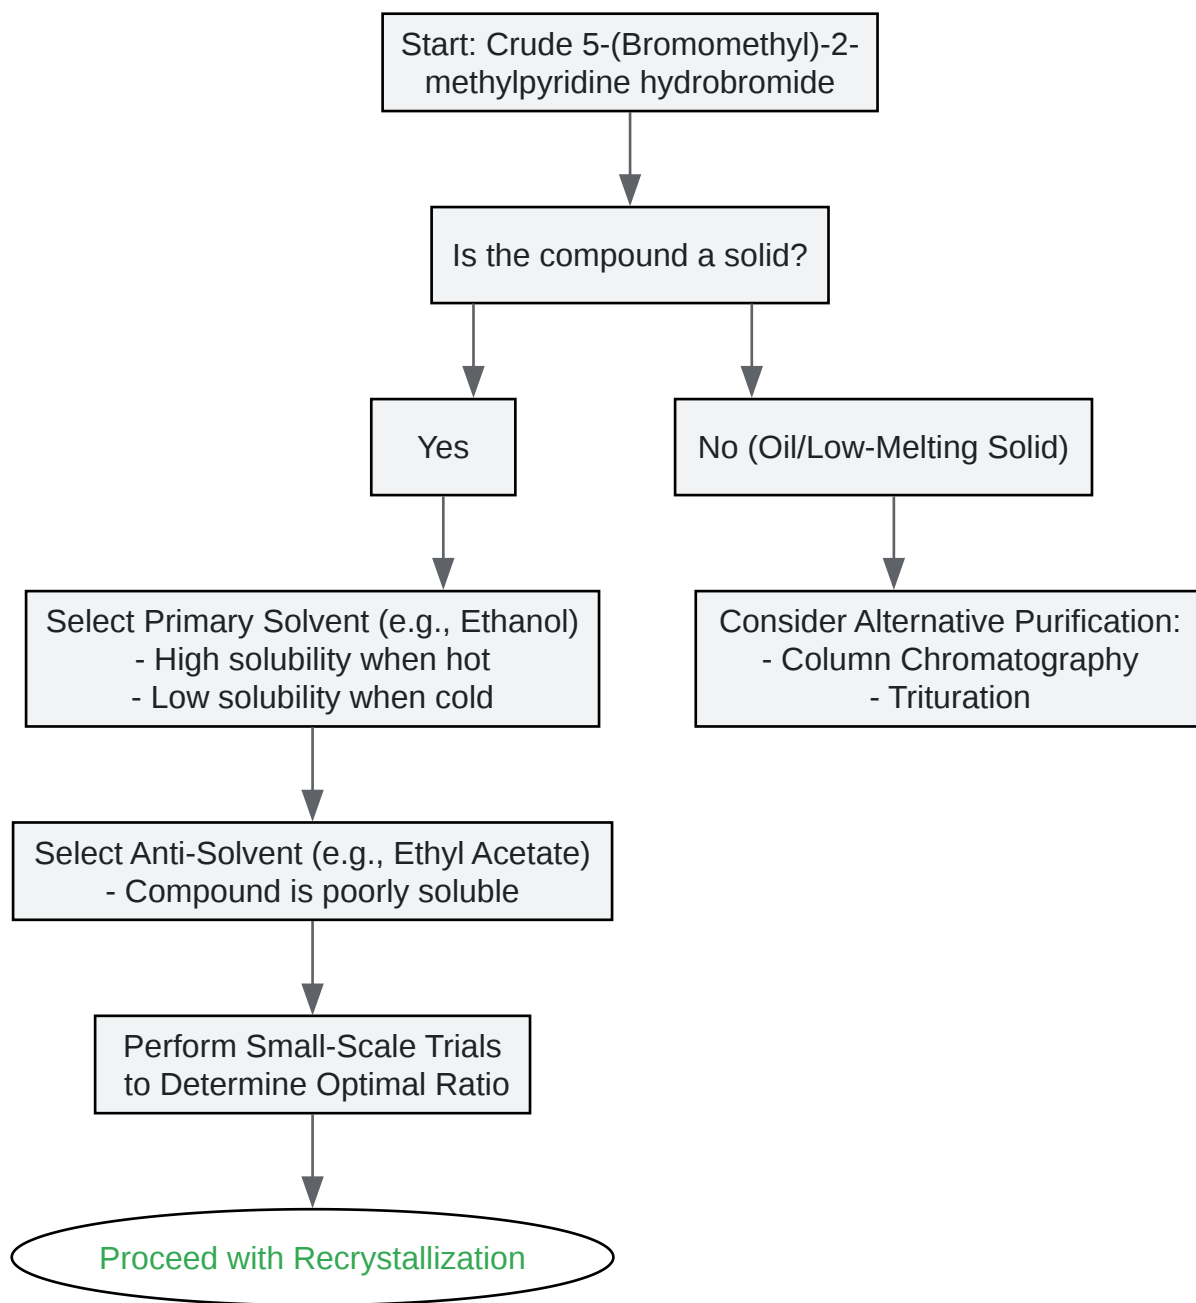 Start: Crude 5-(Bromomethyl)-2-
methylpyridine hydrobromide
Is the compound a solid?
Yes
No (Oil/Low-Melting Solid)
Select Primary Solvent (e.g., Ethanol)
- High solubility when hot
- Low solubility when cold
Consider Alternative Purification:
- Column Chromatography
- Trituration
Select Anti-Solvent (e.g., Ethyl Acetate)
- Compound is poorly soluble
Perform Small-Scale Trials
to Determine Optimal Ratio
Proceed with Recrystallization